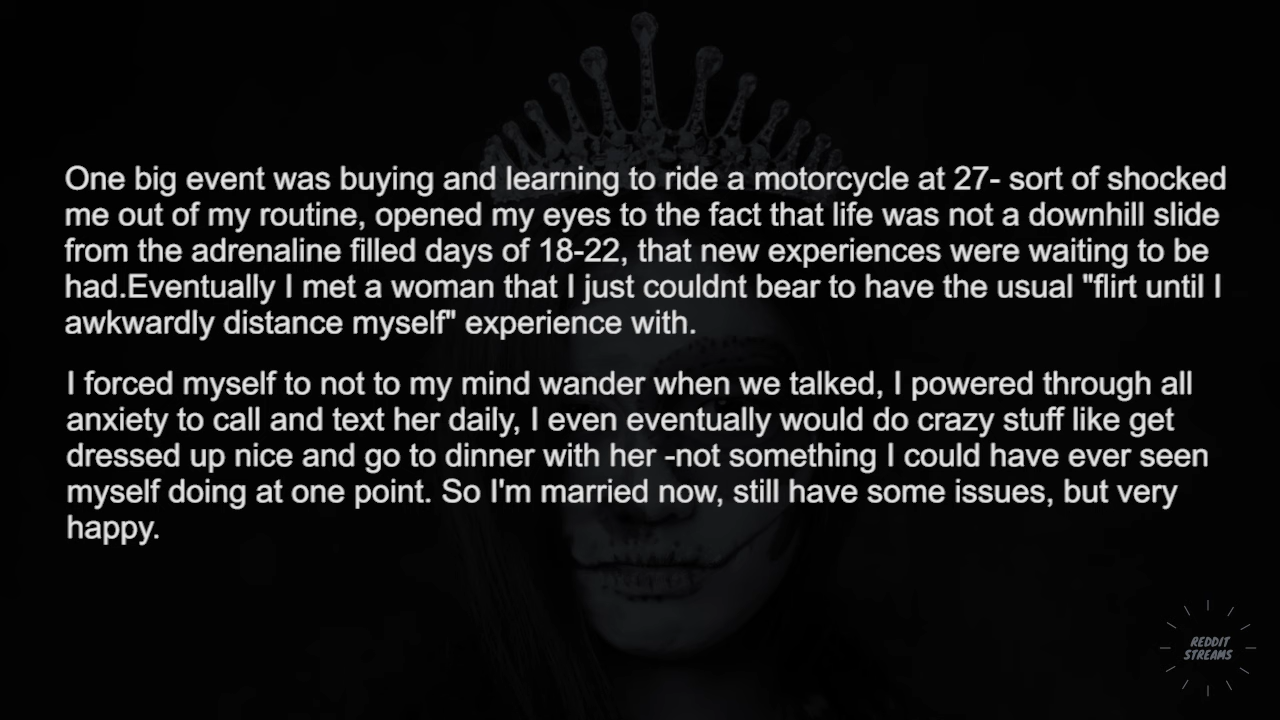 One big event was buying and learning to ride a motorcycle at 27- sort of shocked
me out of my routine, opened my eyes to the fact that life was not a downhill slide
from the adrenaline filled days of 18-22, that new experiences were waiting to be
had.Eventually I met a woman that I just couldnt bear to have the usual "flirt until I
awkwardly distance myself" experience with.
I forced myself to not to my mind wander when we talked, I powered through all
anxiety to call and text her daily, I even eventually would do crazy stuff like get
dressed up nice and go to dinner with her -not something I could have ever seen
myself doing at one point. So I'm married now, still have some issues, but very
happy.
REDDIT
STREAMS